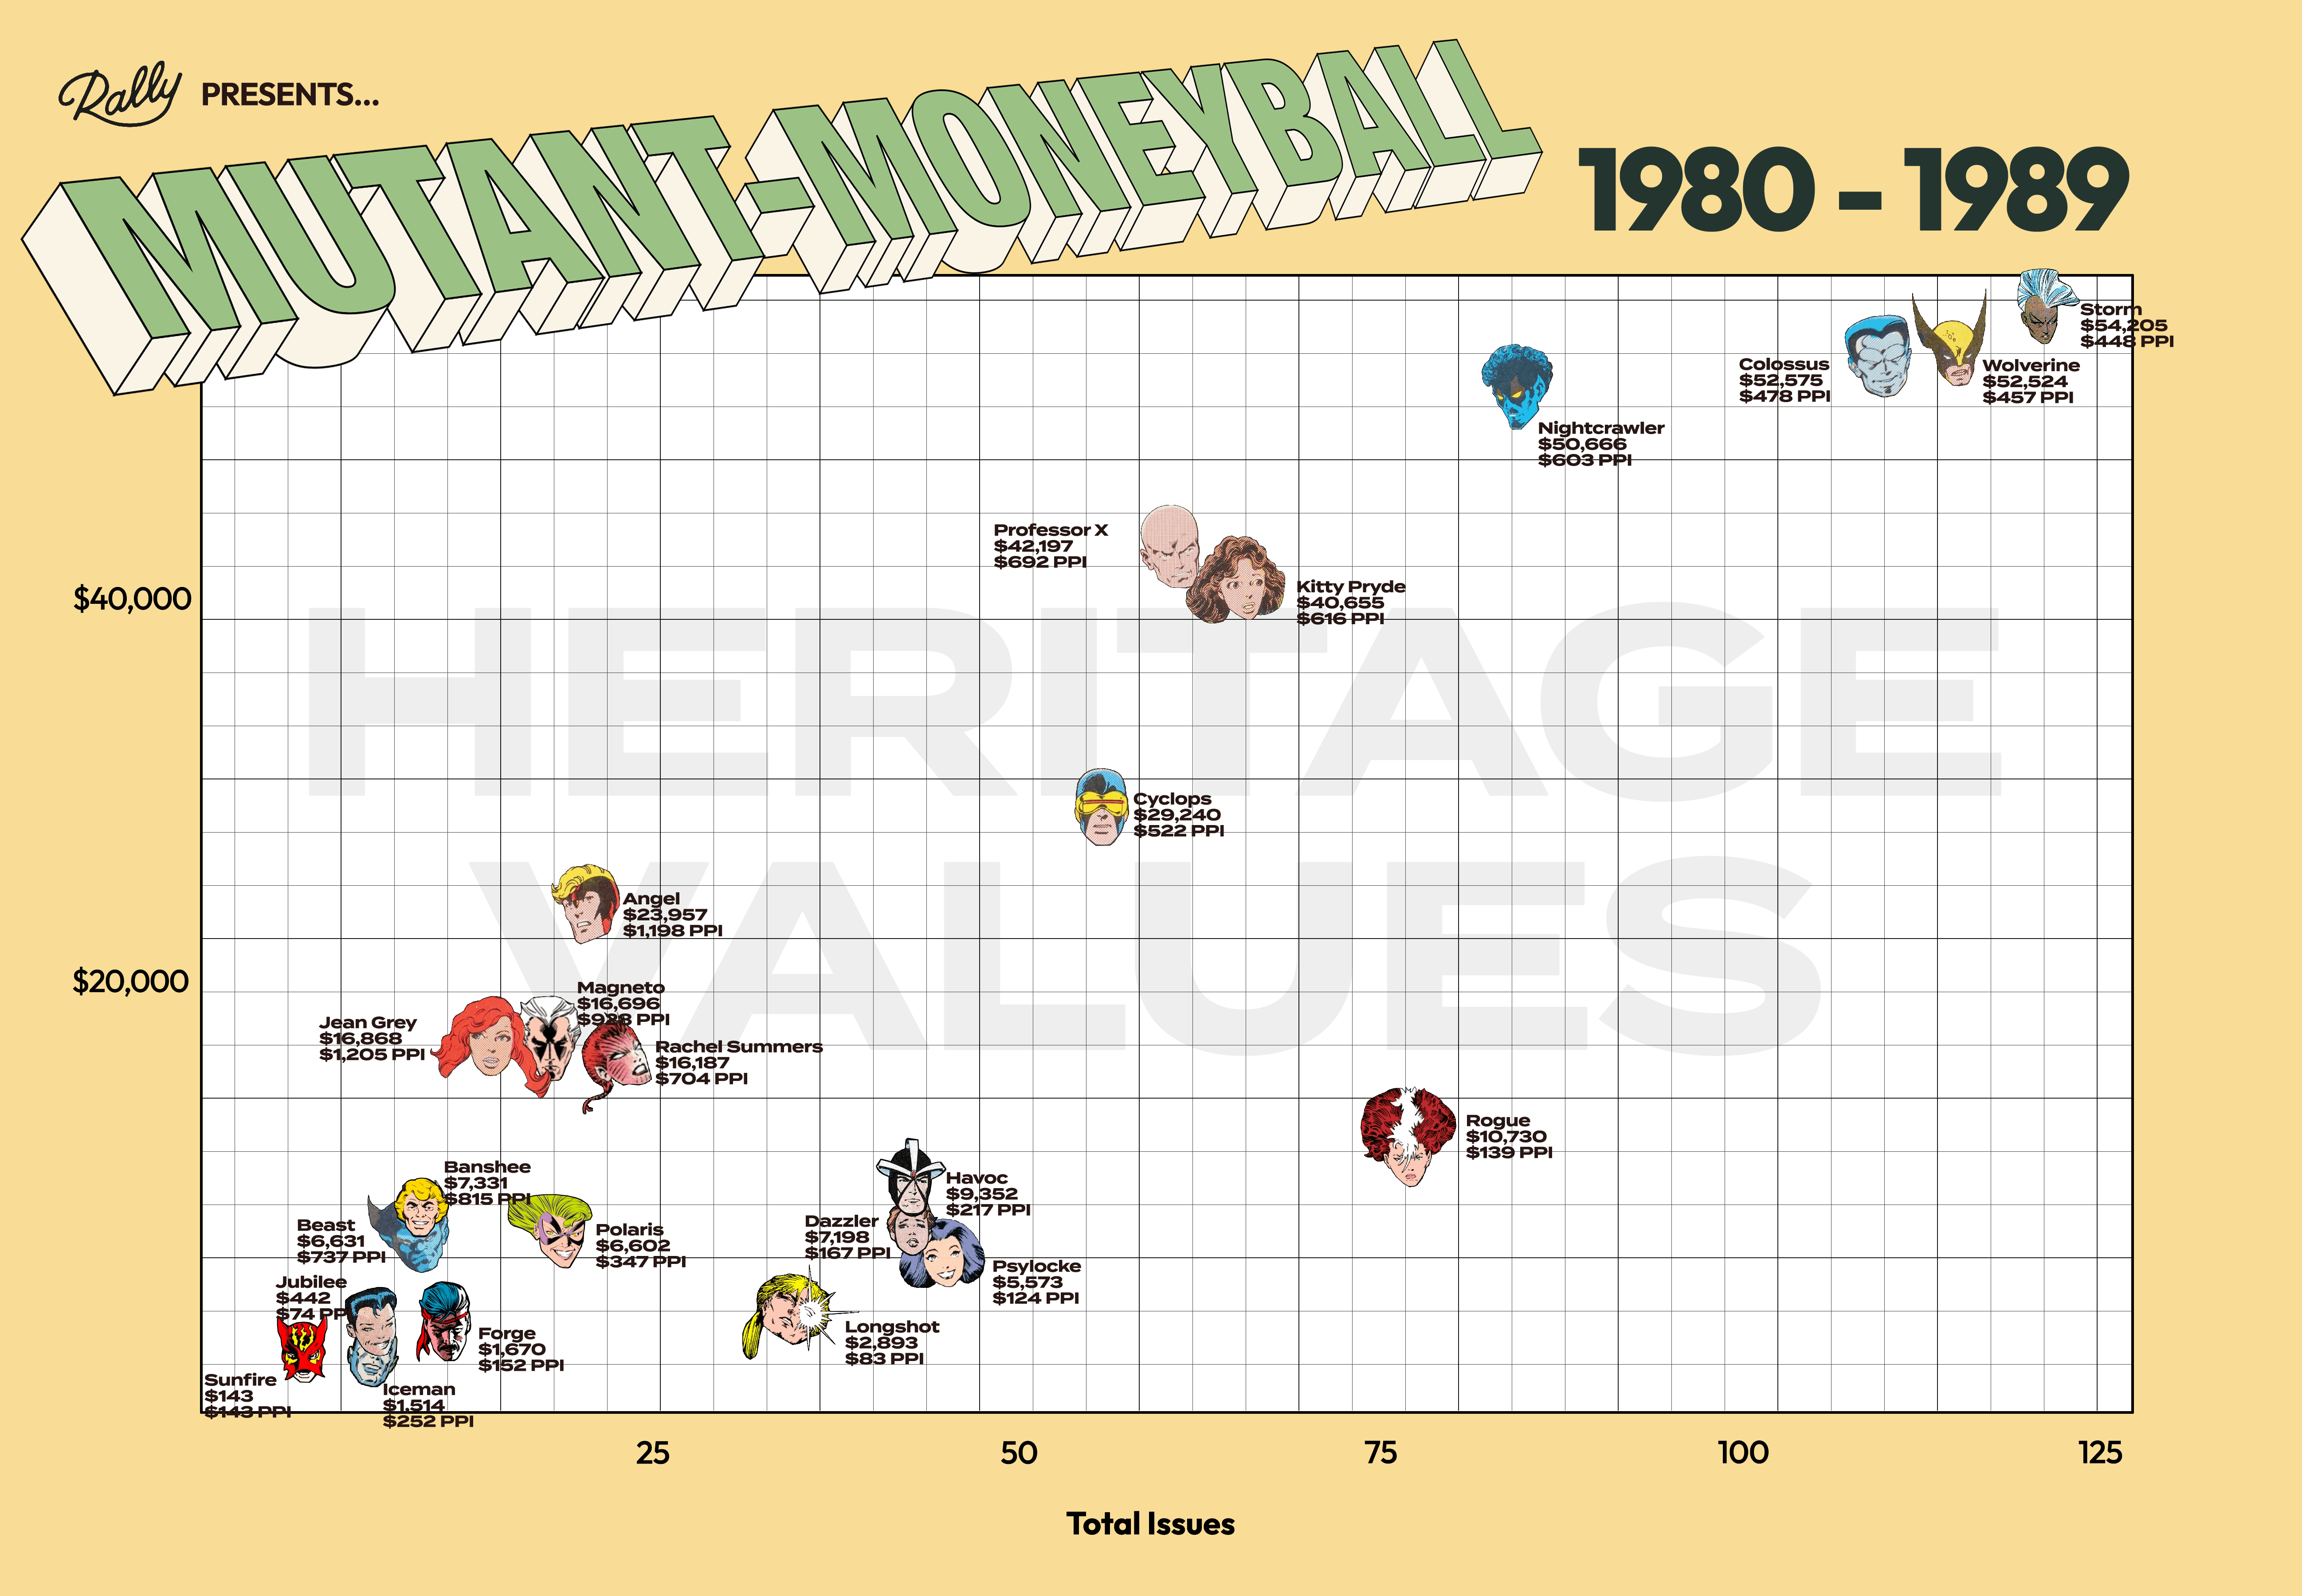 Rally PRESENTS...
MUTANT-MONEYBALL
1980 - 1989
HERITAGE
VALUES
$40,000
$20,000
Storm
$54,205
$448 PPI
Colossus
$52,575
$478 PPI
Wolverine
$52,524
$457 PPI
Nightcrawler
$50,666
$603 PPI
Professor X
$42,197
$692 PPI
Kitty Pryde
$40,655
$616 PPI
Cyclops
$29,240
$522 PPI
Angel
$23,957
$1,198 PPI
Magneto
$16,696
$928 PPI
Jean Grey
$16,868
$1,205 PPI
Rachel Summers
$16,187
$704 PPI
Rogue
$10,730
$139 PPI
Banshee
$7,331
$815 PPI
Havoc
$9,352
$217 PPI
Beast
$6,631
$737 PPI
Polaris
$6,602
$347 PPI
Dazzler
$7,198
$167 PPI
Psylocke
$5,573
$124 PPI
Jubilee
$442
$74 PP
Forge
$1,670
$152 PPI
Longshot
$2,893
$83 PPI
Sunfire
$143
$143 PPI
Iceman
$1,514
$252 PPI
25 50 75 100 125
Total Issues